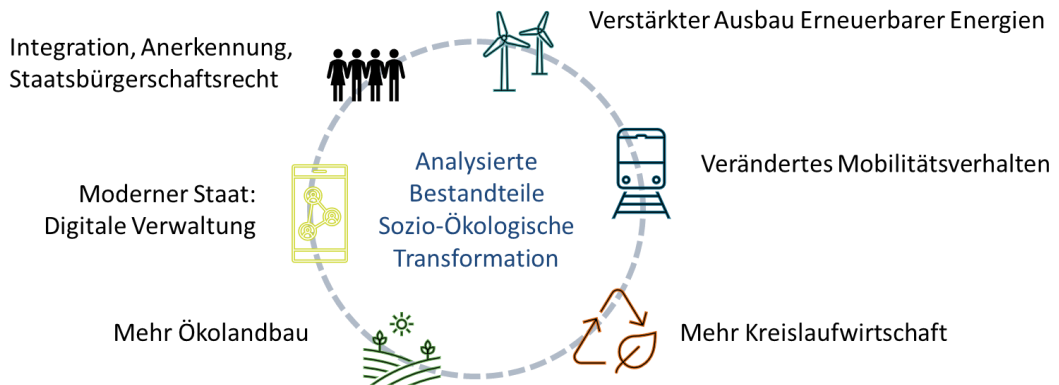 Verstärkter Ausbau Erneuerbarer Energien
Integration, Anerkennung,
Staatsbürgerschaftsrecht
Analysierte
Bestandteile
Sozio-Ökologische
Transformation
Verändertes Mobilitätsverhalten
Moderner Staat:
Digitale Verwaltung
Mehr Ökolandbau
Mehr Kreislaufwirtschaft